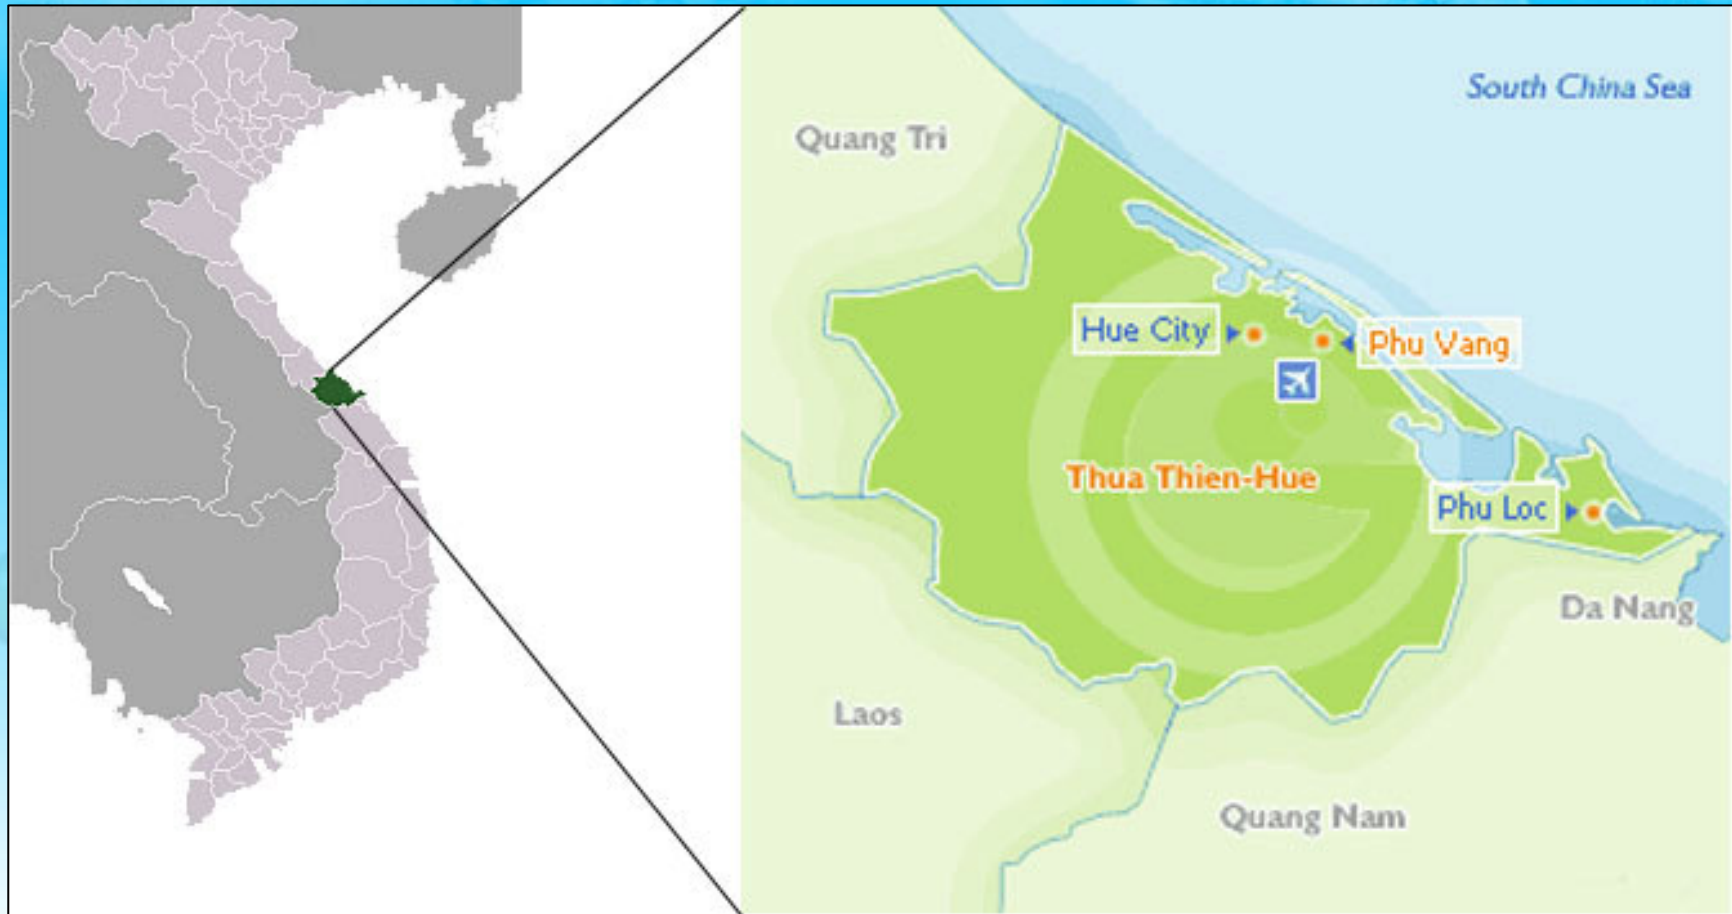 South China Sea
Quang Tri
Hue City
Phu Vang
Thua Thien-Hue
Phu Loc
Da Nang
Laos
Quang Nam